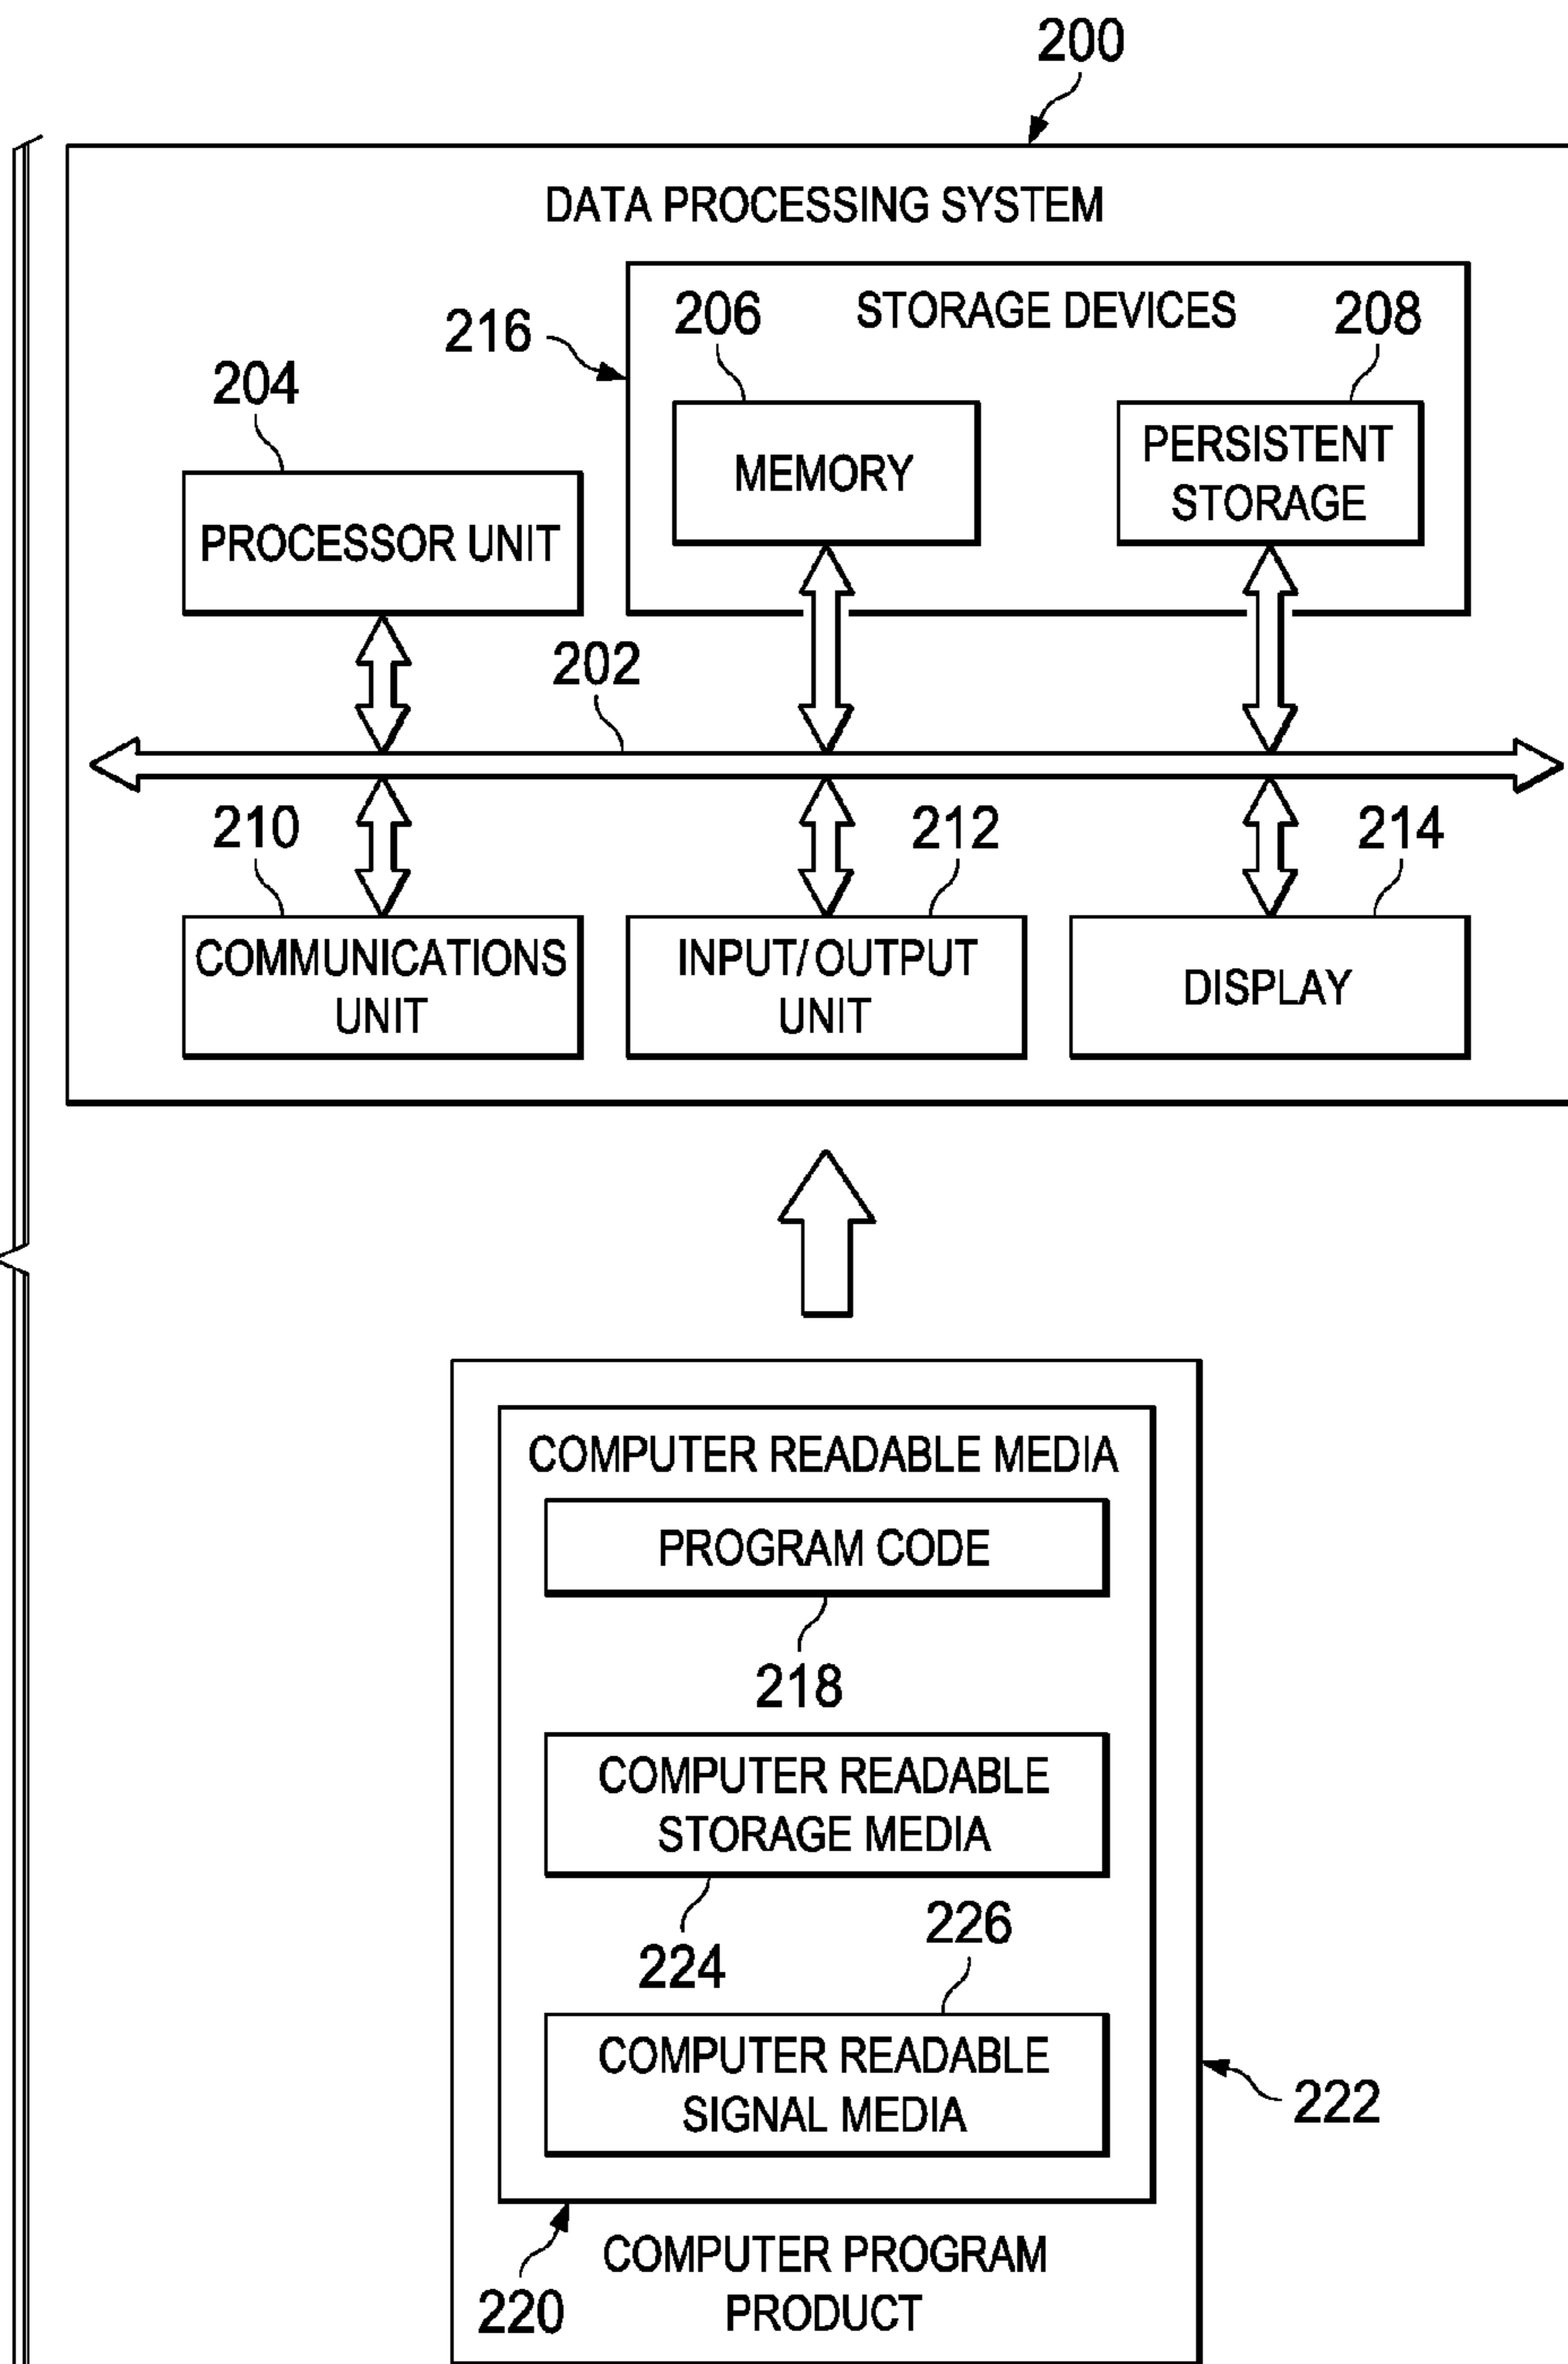 200
DATA PROCESSING SYSTEM
216
206
STORAGE DEVICES
208
204
MEMORY
PERSISTENT
STORAGE
PROCESSOR UNIT
202
210
212
214
COMMUNICATIONS
UNIT
INPUT/OUTPUT
UNIT
DISPLAY
COMPUTER READABLE MEDIA
PROGRAM CODE
218
COMPUTER READABLE
STORAGE MEDIA
224
226
COMPUTER READABLE
SIGNAL MEDIA
222
220
COMPUTER PROGRAM
PRODUCT